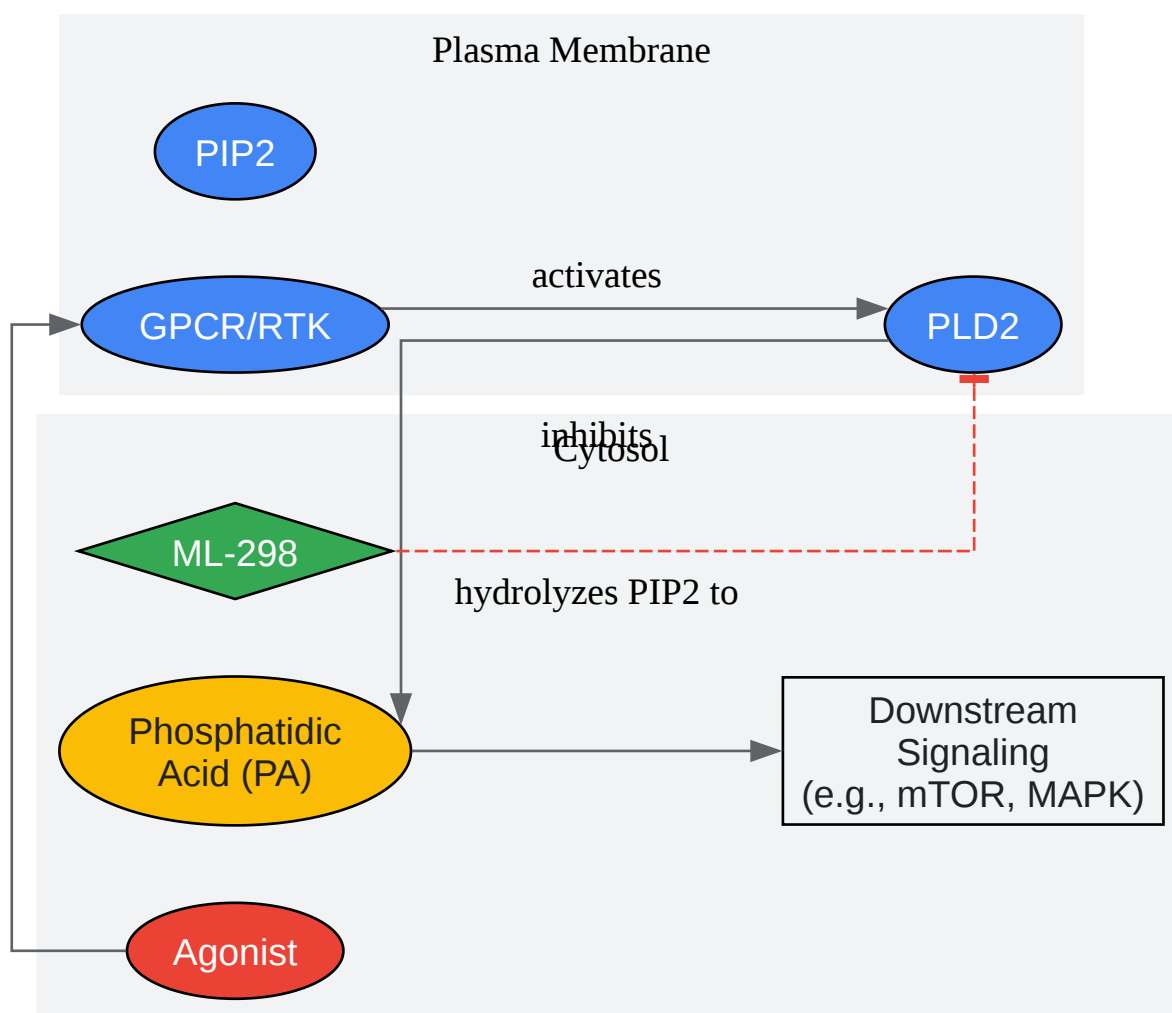 Plasma Membrane
PIP2
activates
GPCR/RTK
PLD2
inhibits
Cytosol
ML-298
hydrolyzes PIP2 to
Phosphatidic
Acid (PA)
Downstream
Signaling
(e.g., mTOR, MAPK)
Agonist